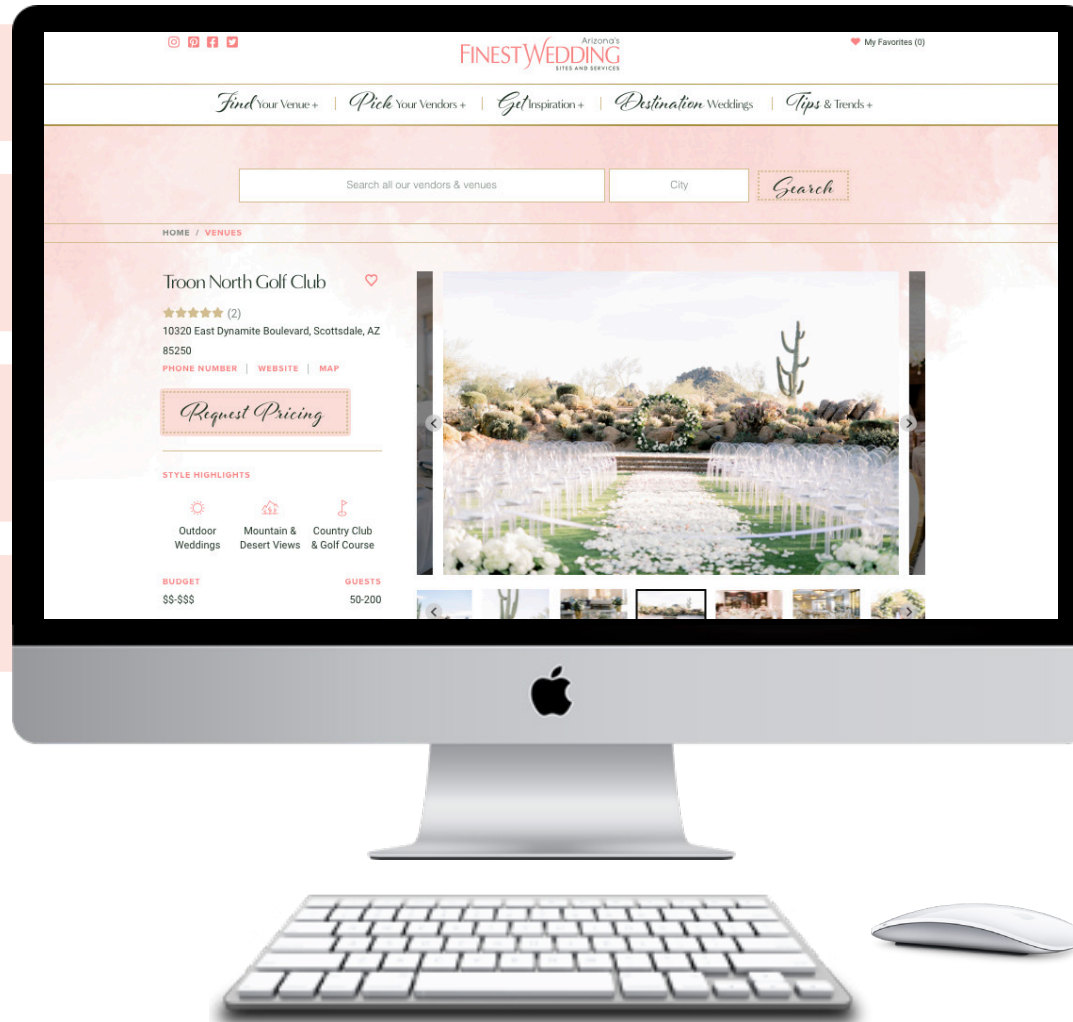 Arizona's
FINEST WEDDING
SITES AND SERVICES
My Favorites (0)
Find Your Venue + | Pick Your Vendors + | Get Inspiration + | Destination Weddings | Tips & Trends +
Search all our vendors & venues
City
Search
HOME / VENUES
Troon North Golf Club
(2)
10320 East Dynamite Boulevard, Scottsdale, AZ
85250
PHONE NUMBER | WEBSITE | MAP
Request Pricing
STYLE HIGHLIGHTS
Outdoor
Weddings
Mountain &
Desert Views
Country Club
& Golf Course
BUDGET
GUESTS
$$-$$$
50-200